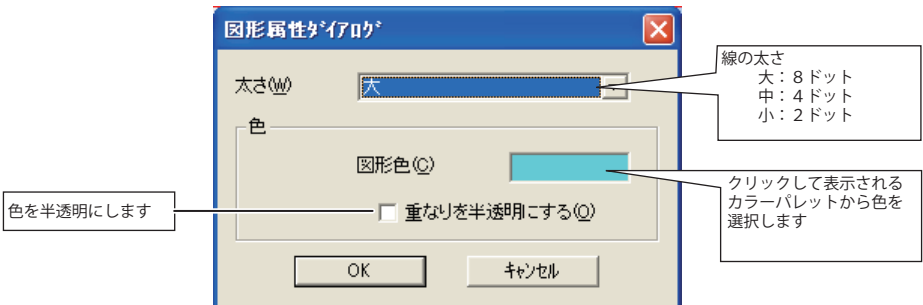 図形属性ﾀﾞｲｱﾛｸﾞ
太さ(W)
大
線の太さ
大：８ドット
中：４ドット
小：２ドット
色
図形色(C)
クリックして表示される
カラーパレットから色を
選択します
色を半透明にします
重なりを半透明にする(O)
OK
ｷｬﾝｾﾙ